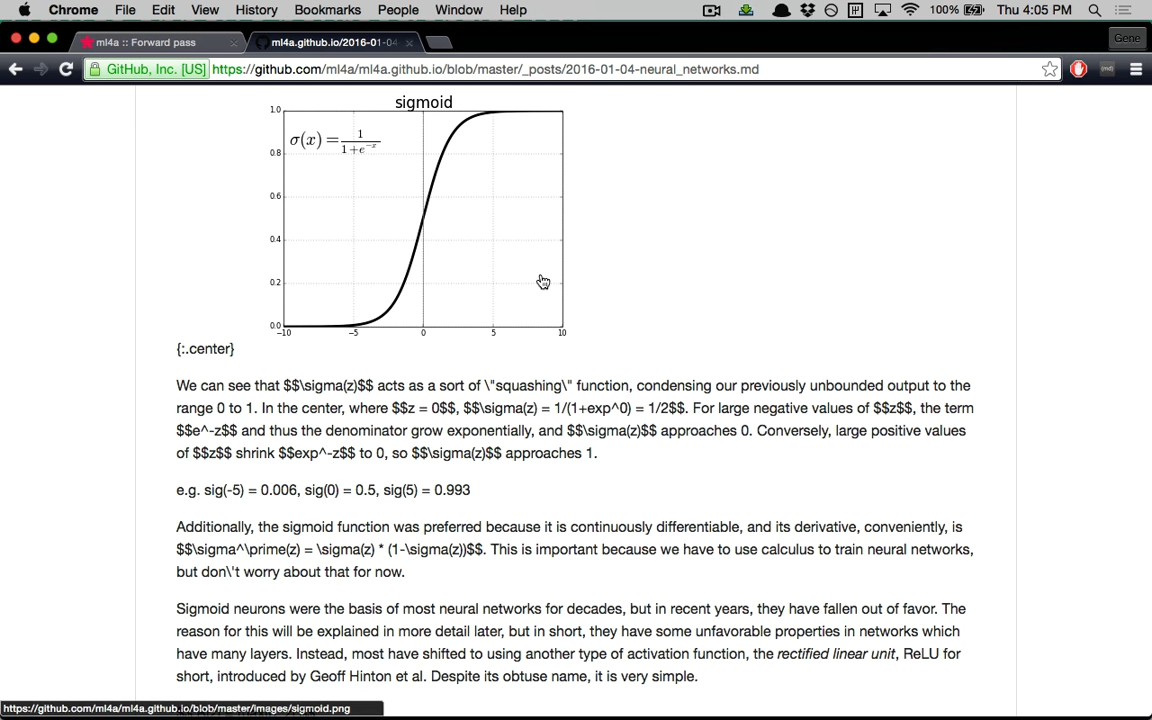 Chrome File Edit View History Bookmarks People Window Help 100% Thu 4:05 PM
ml4a :: Forward pass ml4a.github.io/2016-01-04 Gene
GitHub, Inc. [US] https://github.com/ml4a/ml4a.github.io/blob/master/_posts/2016-01-04-neural_networks.md
sigmoid
1.0
σ(x) = 1/(1+e^-x)
0.8
0.6
0.4
0.2
0.0
−10 −5 0 5 10
{:.center}
We can see that $$\sigma(z)$$ acts as a sort of \"squashing\" function, condensing our previously unbounded output to the
range 0 to 1. In the center, where $$z = 0$$, $$\sigma(z) = 1/(1+exp^0) = 1/2$$. For large negative values of $$z$$, the term
$$e^-z$$ and thus the denominator grow exponentially, and $$\sigma(z)$$ approaches 0. Conversely, large positive values
of $$z$$ shrink $$exp^-z$$ to 0, so $$\sigma(z)$$ approaches 1.
e.g. sig(-5) = 0.006, sig(0) = 0.5, sig(5) = 0.993
Additionally, the sigmoid function was preferred because it is continuously differentiable, and its derivative, conveniently, is
$$\sigma^\prime(z) = \sigma(z) * (1-\sigma(z))$$. This is important because we have to use calculus to train neural networks,
but don\'t worry about that for now.
Sigmoid neurons were the basis of most neural networks for decades, but in recent years, they have fallen out of favor. The
reason for this will be explained in more detail later, but in short, they have some unfavorable properties in networks which
have many layers. Instead, most have shifted to using another type of activation function, the rectified linear unit, ReLU for
short, introduced by Geoff Hinton et al. Despite its obtuse name, it is very simple.
https://github.com/ml4a/ml4a.github.io/blob/master/images/sigmoid.png